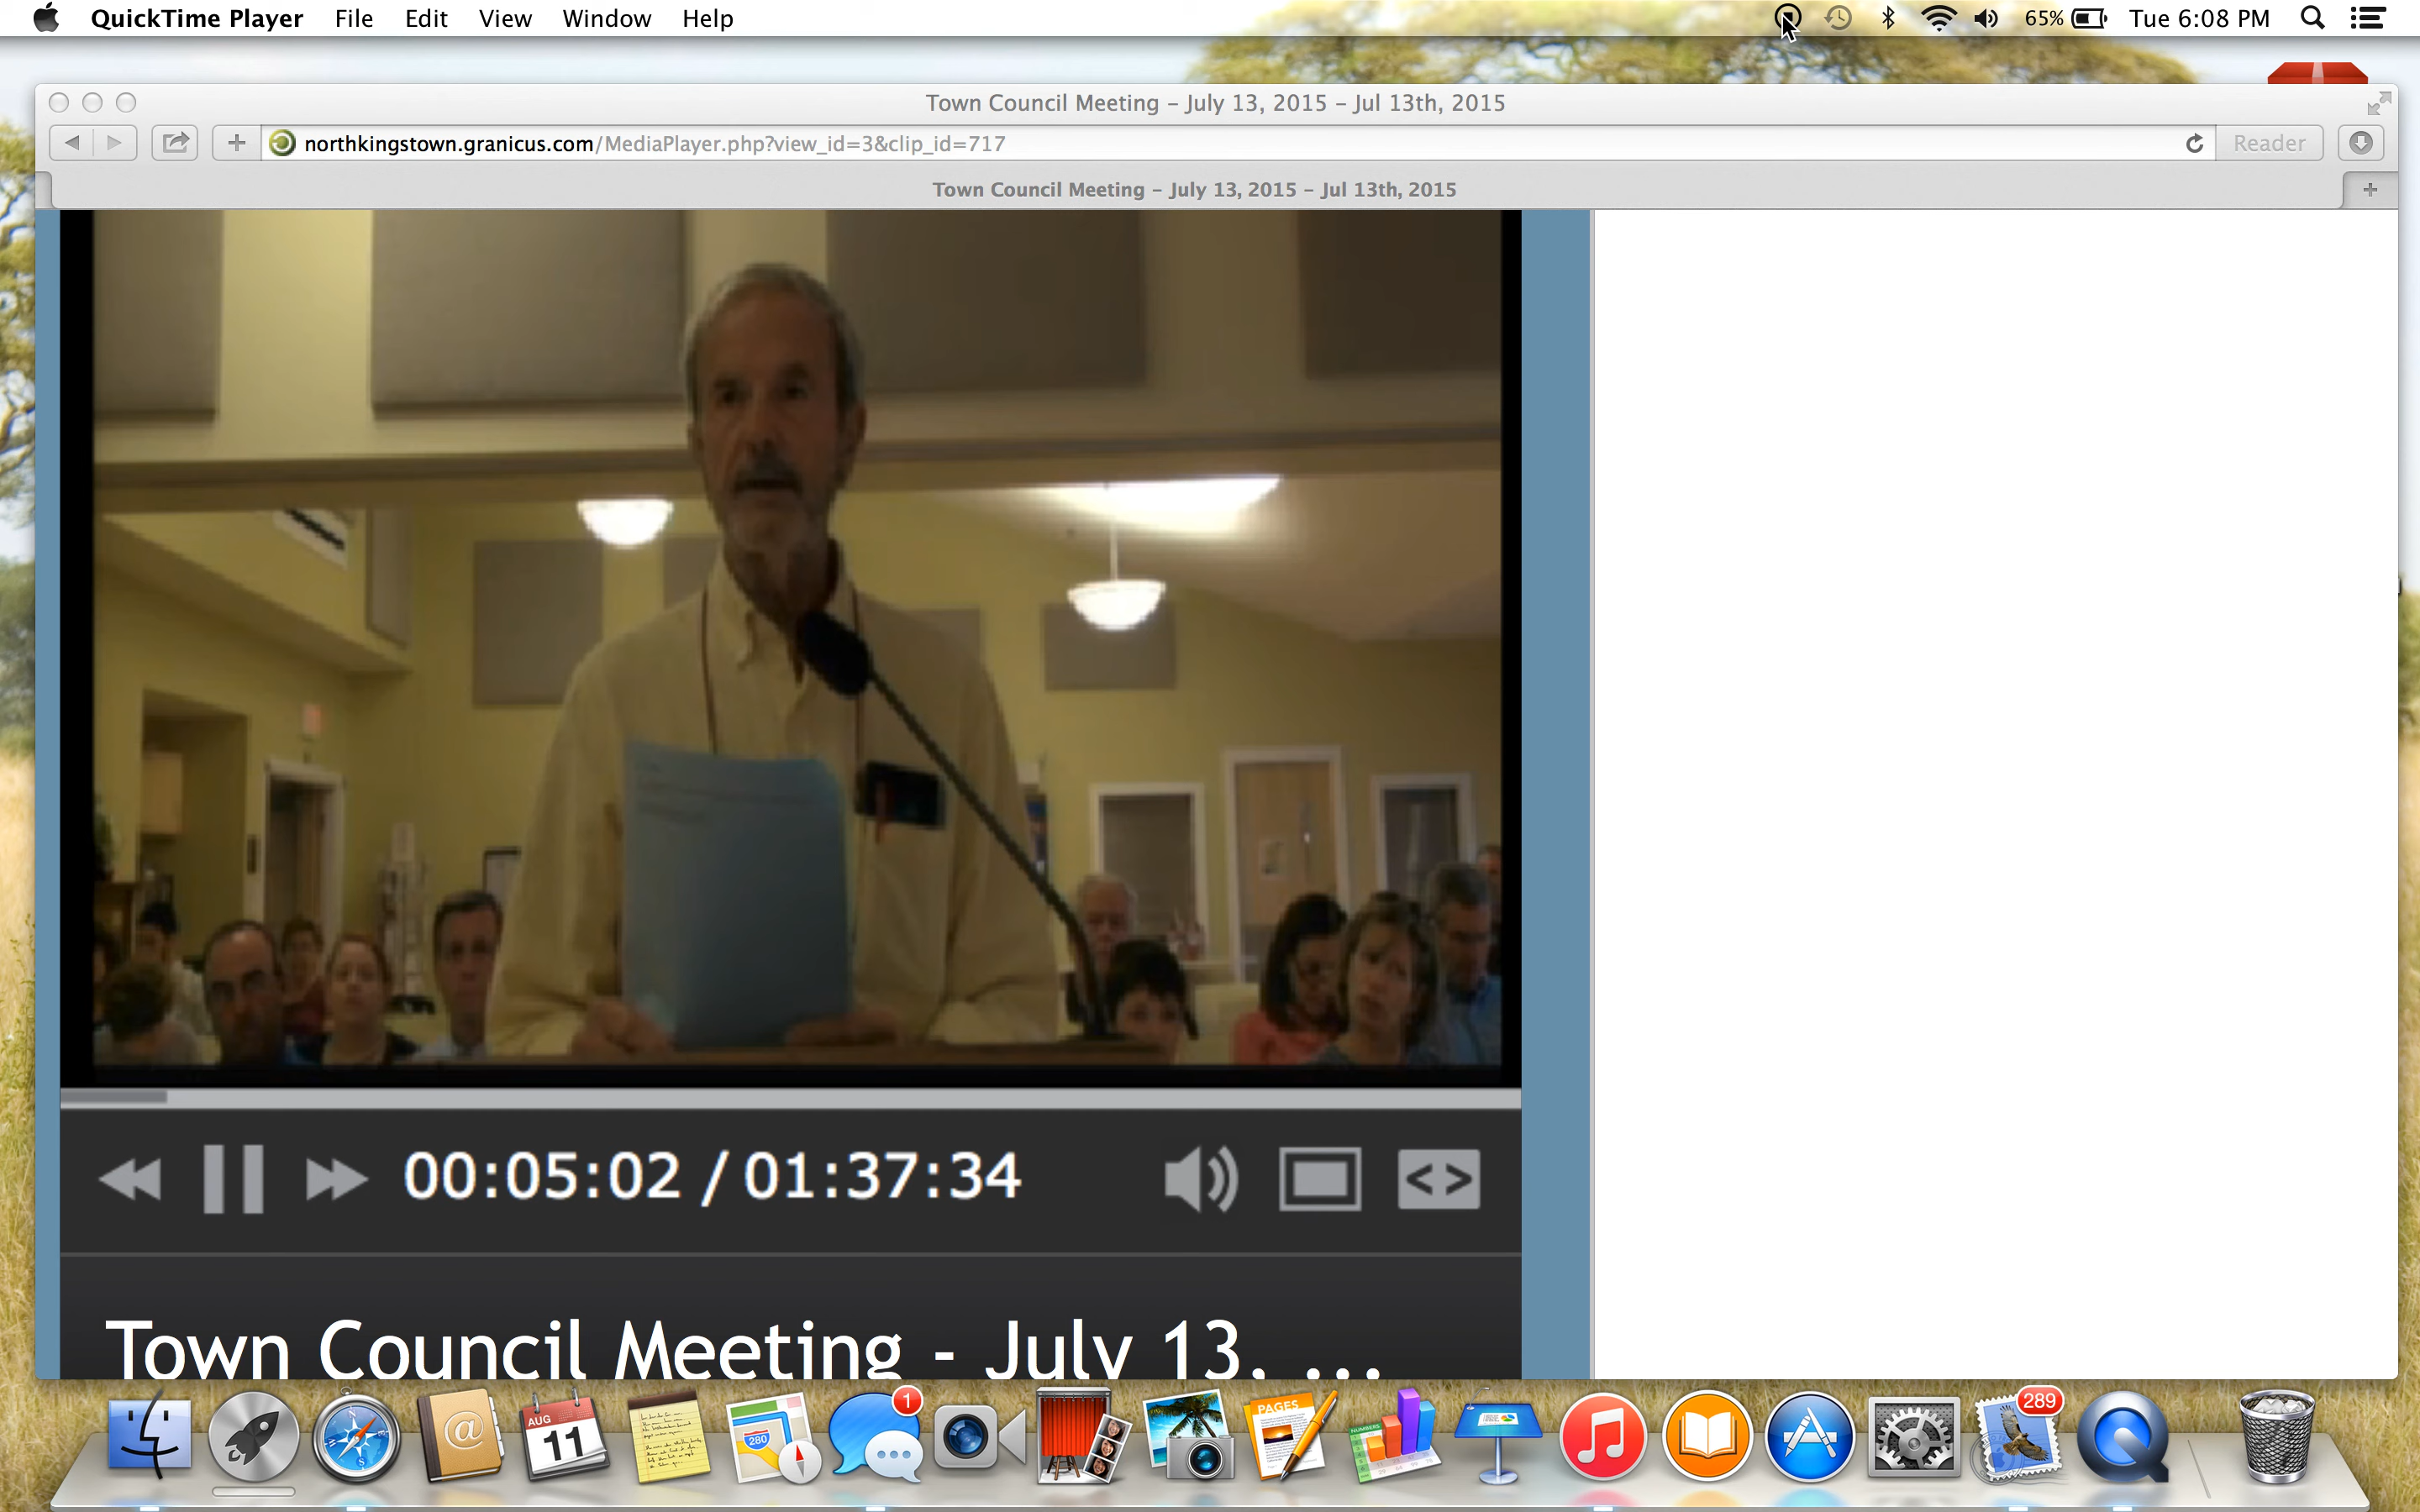 QuickTime Player File Edit View Window Help 65% Tue 6:08 PM
Town Council Meeting – July 13, 2015 – Jul 13th, 2015
northkingstown.granicus.com/MediaPlayer.php?view_id=3&clip_id=717 Reader
Town Council Meeting – July 13, 2015 – Jul 13th, 2015
00:05:02 / 01:37:34
Town Council Meeting - July 13, ...
1
289
AUG
11
280
PAGES
NUMBERS